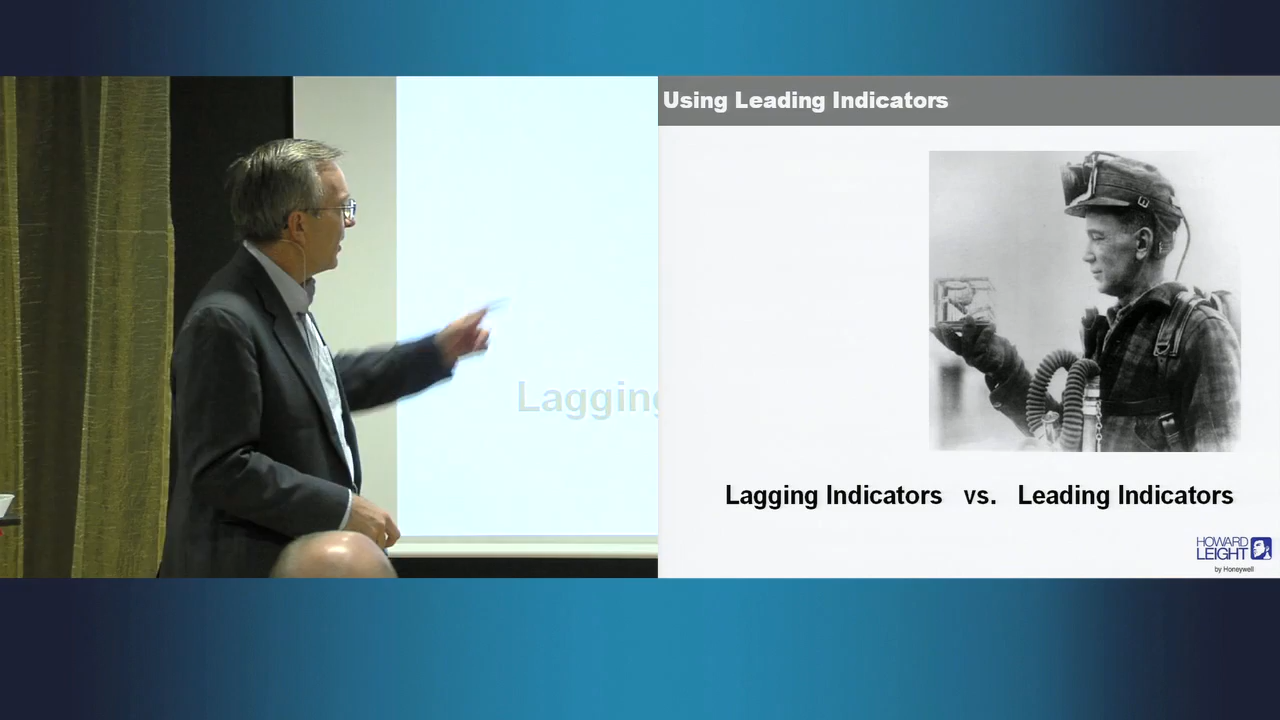 Using Leading Indicators
Lagging
Lagging Indicators vs. Leading Indicators
HOWARD
LEIGHT
by Honeywell